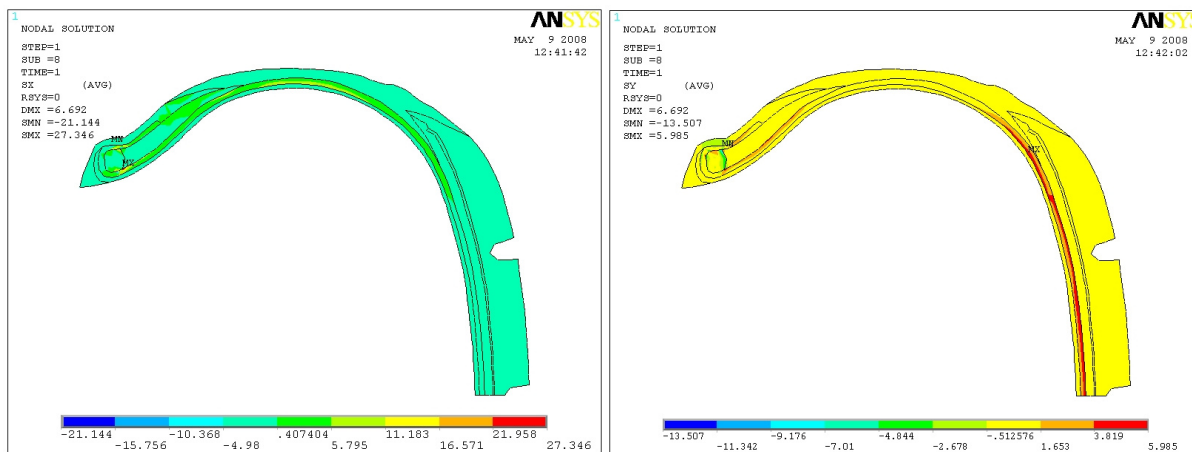 1
ANSYS
NODAL SOLUTION
MAY 9 2008
12:41:42
STEP=1
SUB =8
TIME=1
SX (AVG)
RSYS=0
DMX =6.692
SMN =-21.144
SMX =27.346
MN
MX
-21.144 -10.368 .407404 11.183 21.958
-15.756 -4.98 5.795 16.571 27.346
1
ANSYS
NODAL SOLUTION
MAY 9 2008
12:42:02
STEP=1
SUB =8
TIME=1
SY (AVG)
RSYS=0
DMX =6.692
SMN =-13.507
SMX =5.985
MN
MX
-13.507 -9.176 -4.844 -.512576 3.819
-11.342 -7.01 -2.678 1.653 5.985